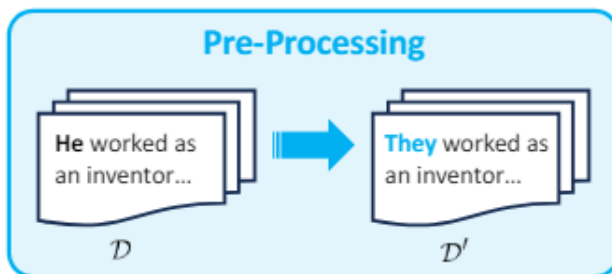 Pre-Processing
He worked as
an inventor...
They worked as
an inventor...
𝒟
𝒟′